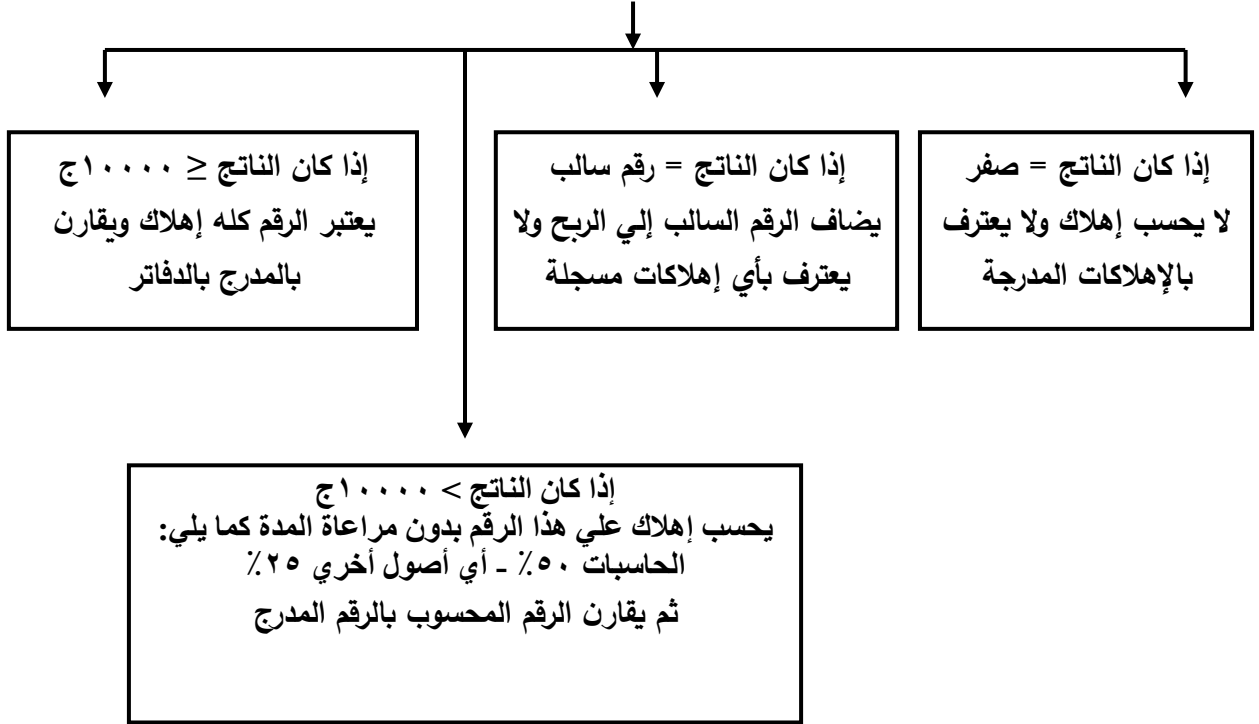 إذا كان الناتج = صفر
لا يحسب إهلاك ولا يعترف
بالإهلاكات المدرجة
إذا كان الناتج = رقم سالب
يضاف الرقم السالب إلي الربح ولا
يعترف بأي إهلاكات مسجلة
إذا كان الناتج ≥ ١٠٠٠٠ج
يعتبر الرقم كله إهلاك ويقارن
بالمدرج بالدفاتر
إذا كان الناتج > ١٠٠٠٠ج
يحسب إهلاك علي هذا الرقم بدون مراعاة المدة كما يلي:
الحاسبات ٥٠٪ - أي أصول أخري ٢٥٪
ثم يقارن الرقم المحسوب بالرقم المدرج